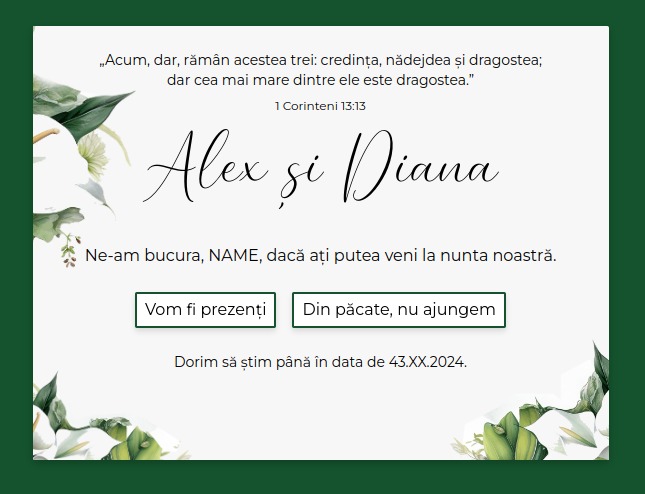 „Acum, dar, rămân acestea trei: credința, nădejdea și dragostea;
dar cea mai mare dintre ele este dragostea.”
1 Corinteni 13:13
Alex și Diana
Ne-am bucura, NAME, dacă ați putea veni la nunta noastră.
Vom fi prezenți
Din păcate, nu ajungem
Dorim să știm până în data de 43.XX.2024.